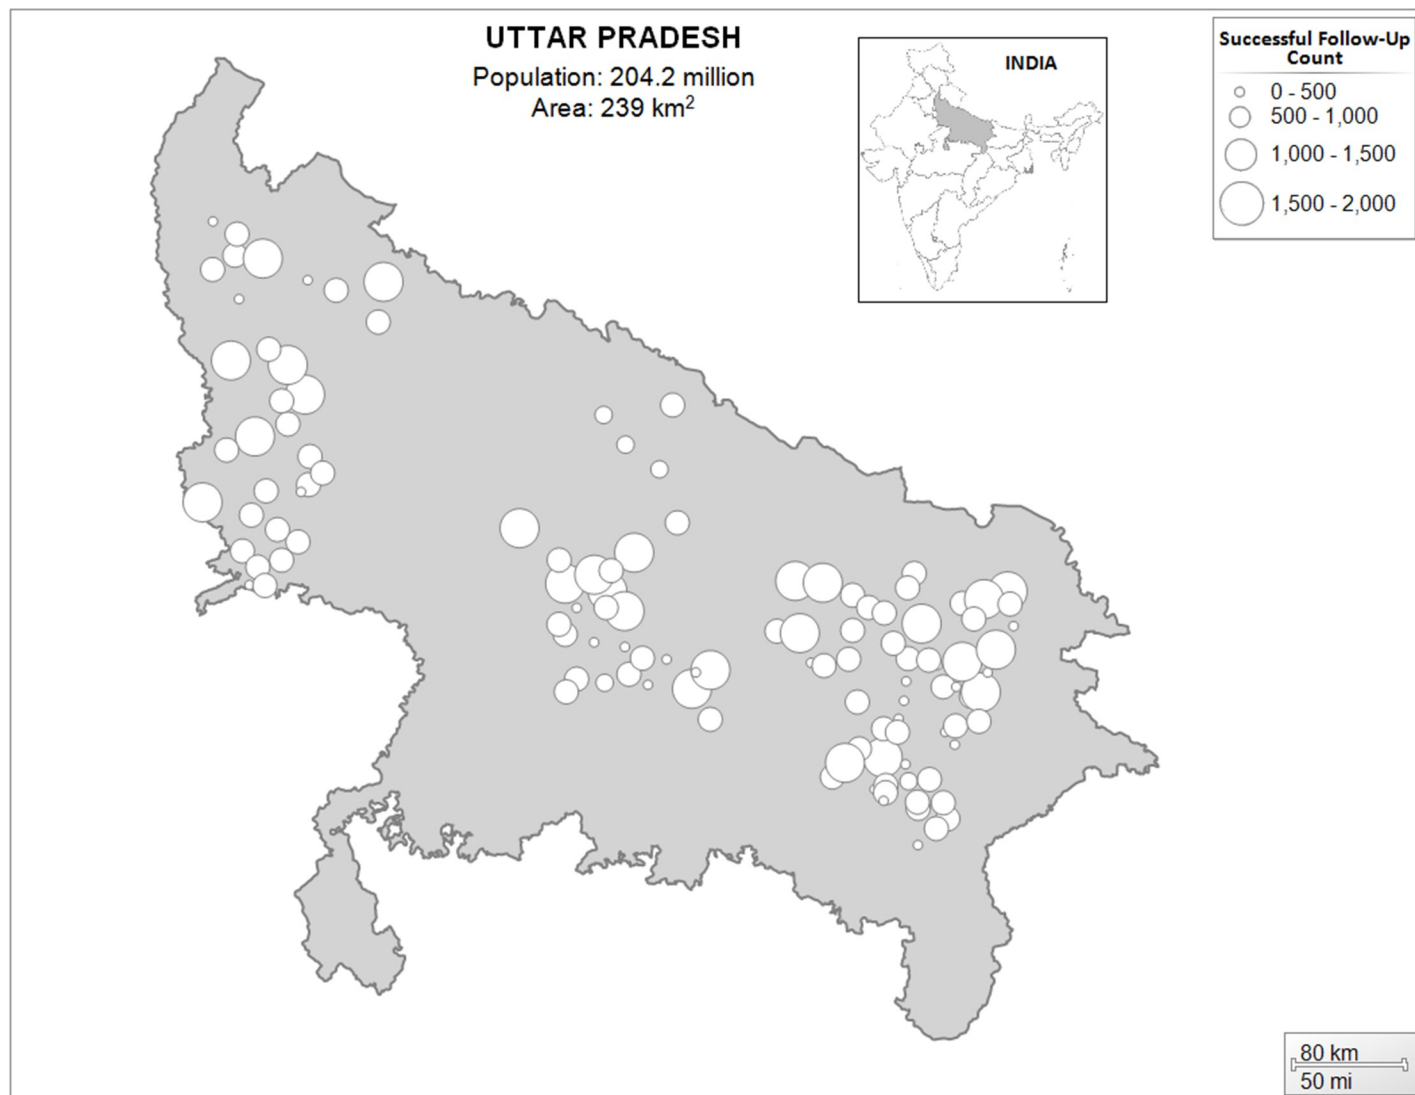 UTTAR PRADESH
Population: 204.2 million
Area: 239 km²
INDIA
Successful Follow-Up
Count
0 - 500
500 - 1,000
1,000 - 1,500
1,500 - 2,000
80 km
50 mi